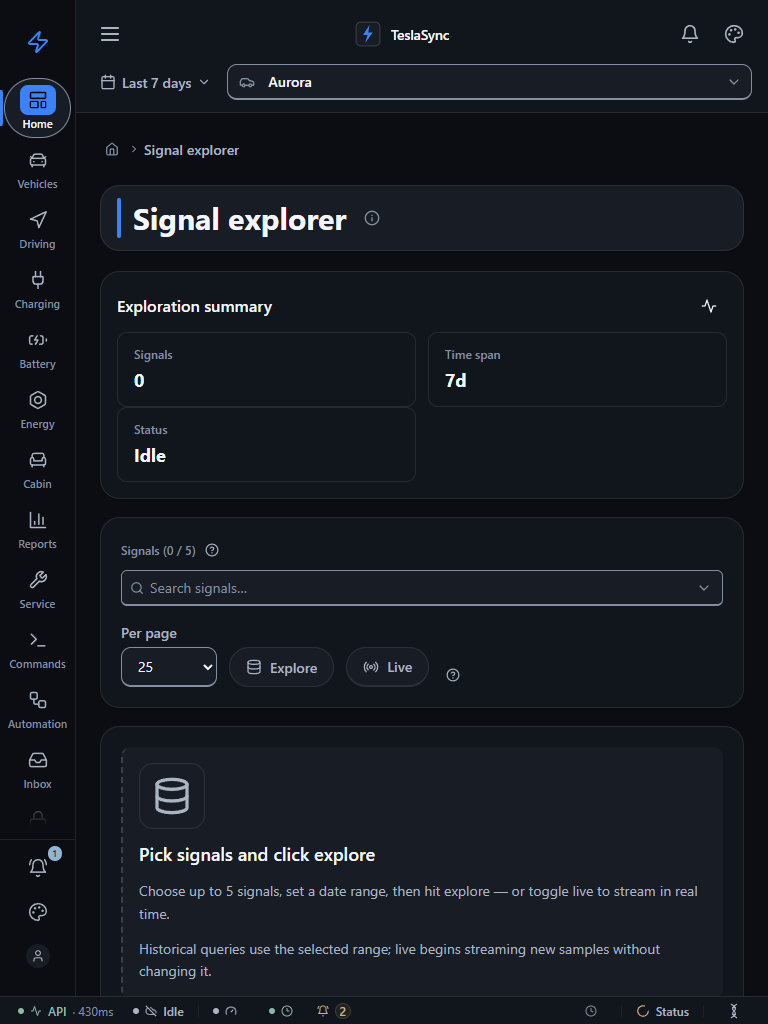 TeslaSync
Last 7 days
Aurora
Home
Vehicles
Driving
Charging
Battery
Energy
Cabin
Reports
Service
Commands
Automation
Inbox
1
Signal explorer
Signal explorer
Exploration summary
Signals
0
Time span
7d
Status
Idle
Signals (0 / 5)
Search signals...
Per page
25
Explore
Live
Pick signals and click explore
Choose up to 5 signals, set a date range, then hit explore — or toggle live to stream in real
time.
Historical queries use the selected range; live begins streaming new samples without
changing it.
API · 430ms
Idle
2
Status